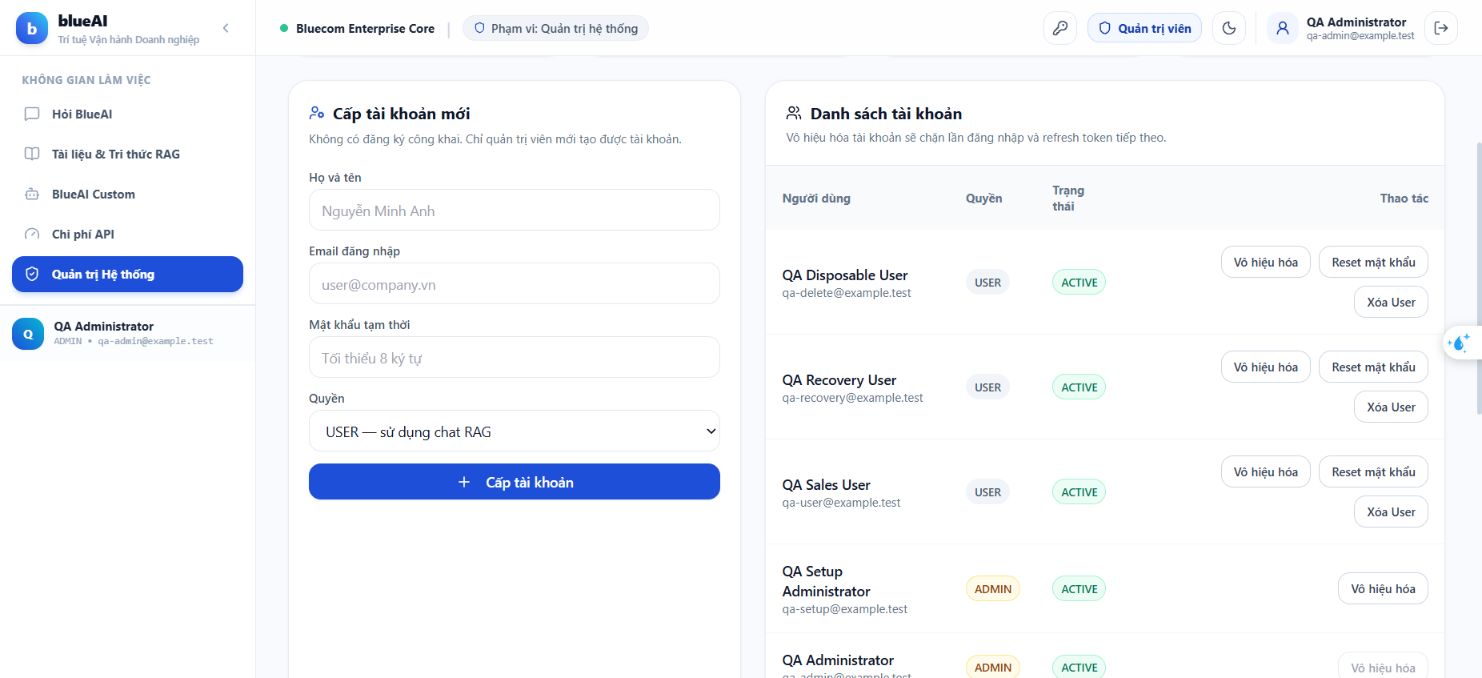 b
blueAI
Trí tuệ Vận hành Doanh nghiệp
KHÔNG GIAN LÀM VIỆC
Hỏi BlueAI
Tài liệu & Tri thức RAG
BlueAI Custom
Chi phí API
Quản trị Hệ thống
Q
QA Administrator
ADMIN • qa-admin@example.test
Bluecom Enterprise Core
Phạm vi: Quản trị hệ thống
Quản trị viên
QA Administrator
qa-admin@example.test
Cấp tài khoản mới
Không có đăng ký công khai. Chỉ quản trị viên mới tạo được tài khoản.
Họ và tên
Nguyễn Minh Anh
Email đăng nhập
user@company.vn
Mật khẩu tạm thời
Tối thiểu 8 ký tự
Quyền
USER — sử dụng chat RAG
+ Cấp tài khoản
Danh sách tài khoản
Vô hiệu hóa tài khoản sẽ chặn lần đăng nhập và refresh token tiếp theo.
Người dùng Quyền Trạng thái Thao tác
QA Disposable User
qa-delete@example.test
USER
ACTIVE
Vô hiệu hóa
Reset mật khẩu
Xóa User
QA Recovery User
qa-recovery@example.test
USER
ACTIVE
Vô hiệu hóa
Reset mật khẩu
Xóa User
QA Sales User
qa-user@example.test
USER
ACTIVE
Vô hiệu hóa
Reset mật khẩu
Xóa User
QA Setup
Administrator
qa-setup@example.test
ADMIN
ACTIVE
Vô hiệu hóa
QA Administrator
qa-admin@example.test
ADMIN
ACTIVE
Vô hiệu hóa